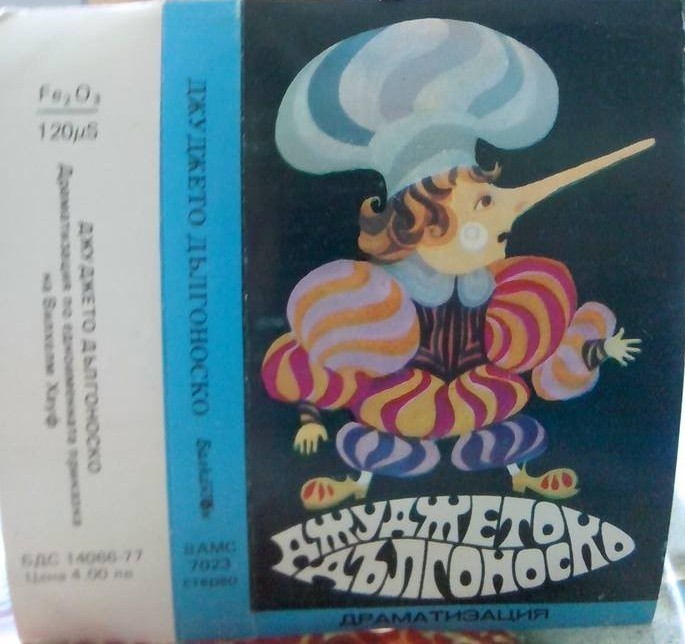 Fe₂O₃
120µS
ДЖУДЖЕТО ДЪЛГОНОСКО
Драматизация по едноименната приказка
на Вилхелм Хауф
БДС 14066-77
Цена 4.00 лв
ДЖУДЖЕТО ДЪЛГОНОСКО Балкантон
ВАМС
7023
стерео
ДЖУДЖЕТО
ДЪЛГОНОСКО
ДРАМАТИЗАЦИЯ